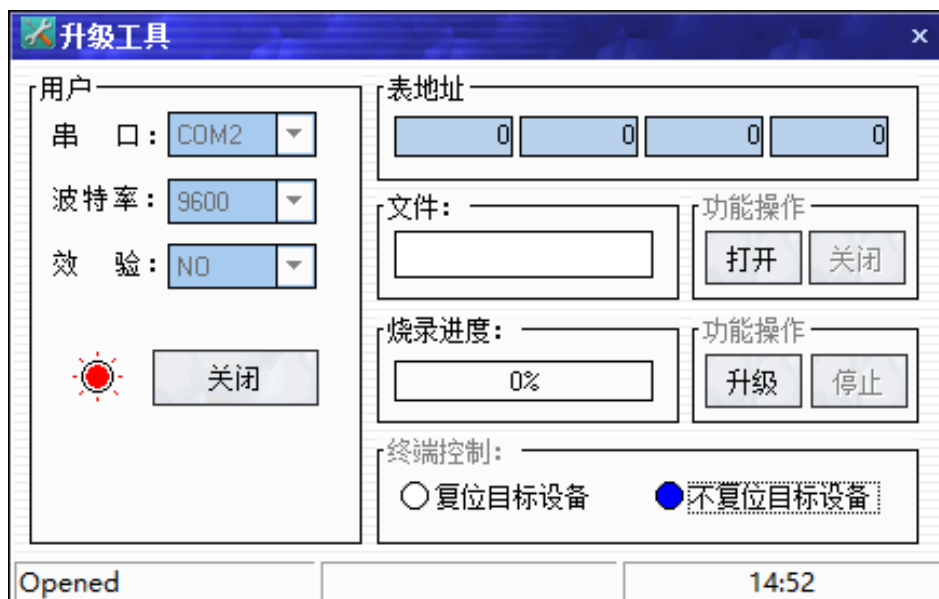 升级工具
用户
串 口：COM2
波特率：9600
效 验：NO
关闭
表地址
0 0 0 0
文件：
功能操作
打开 关闭
烧录进度：
0%
功能操作
升级 停止
终端控制：
复位目标设备 不复位目标设备
Opened 14:52